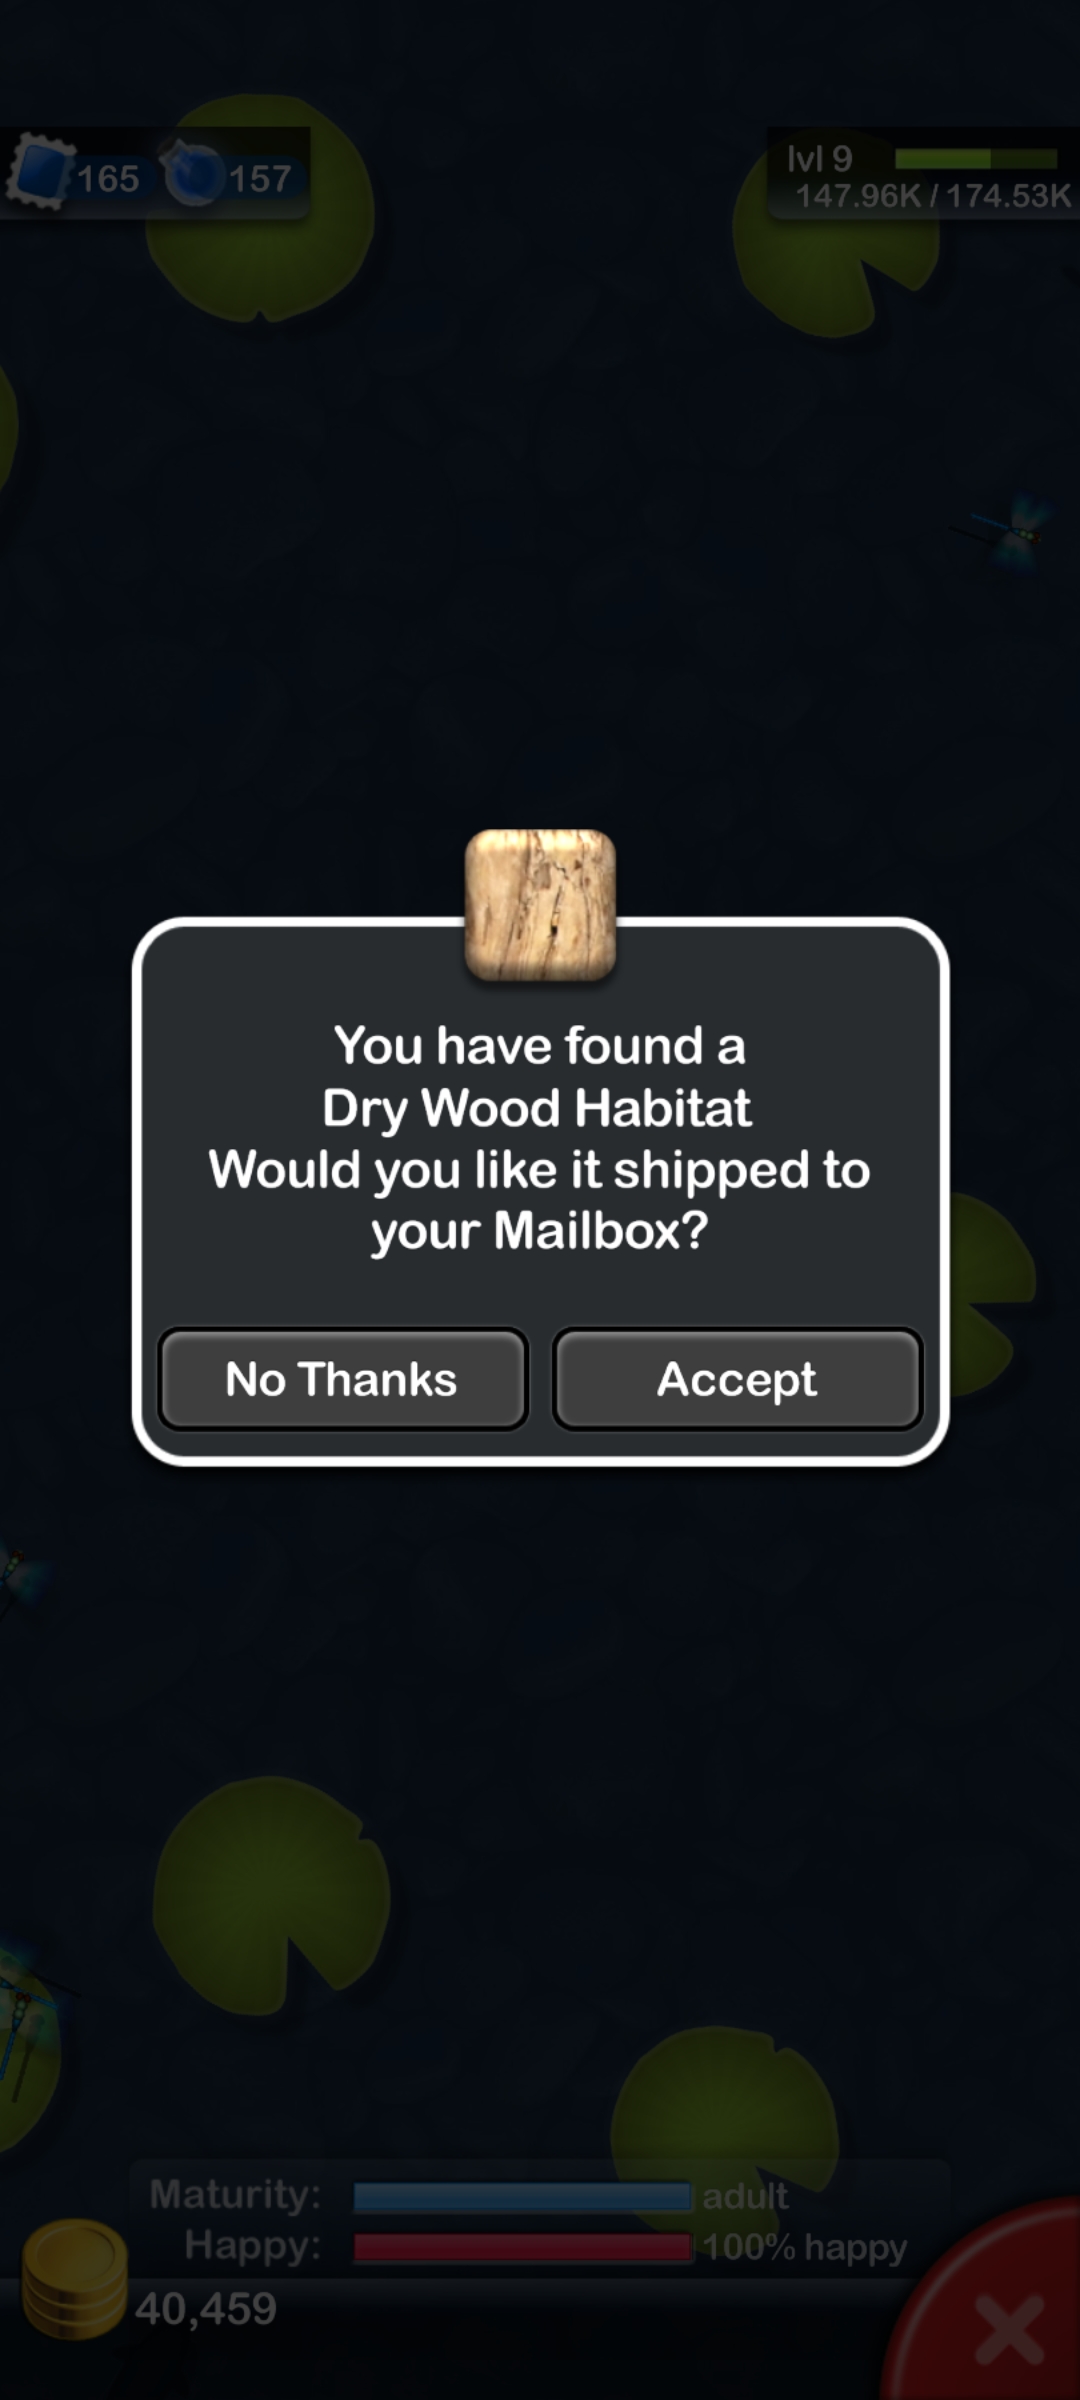 165
157
lvl 9
147.96K / 174.53K
You have found a
Dry Wood Habitat
Would you like it shipped to
your Mailbox?
No Thanks
Accept
Maturity:
adult
Happy:
100% happy
40,459